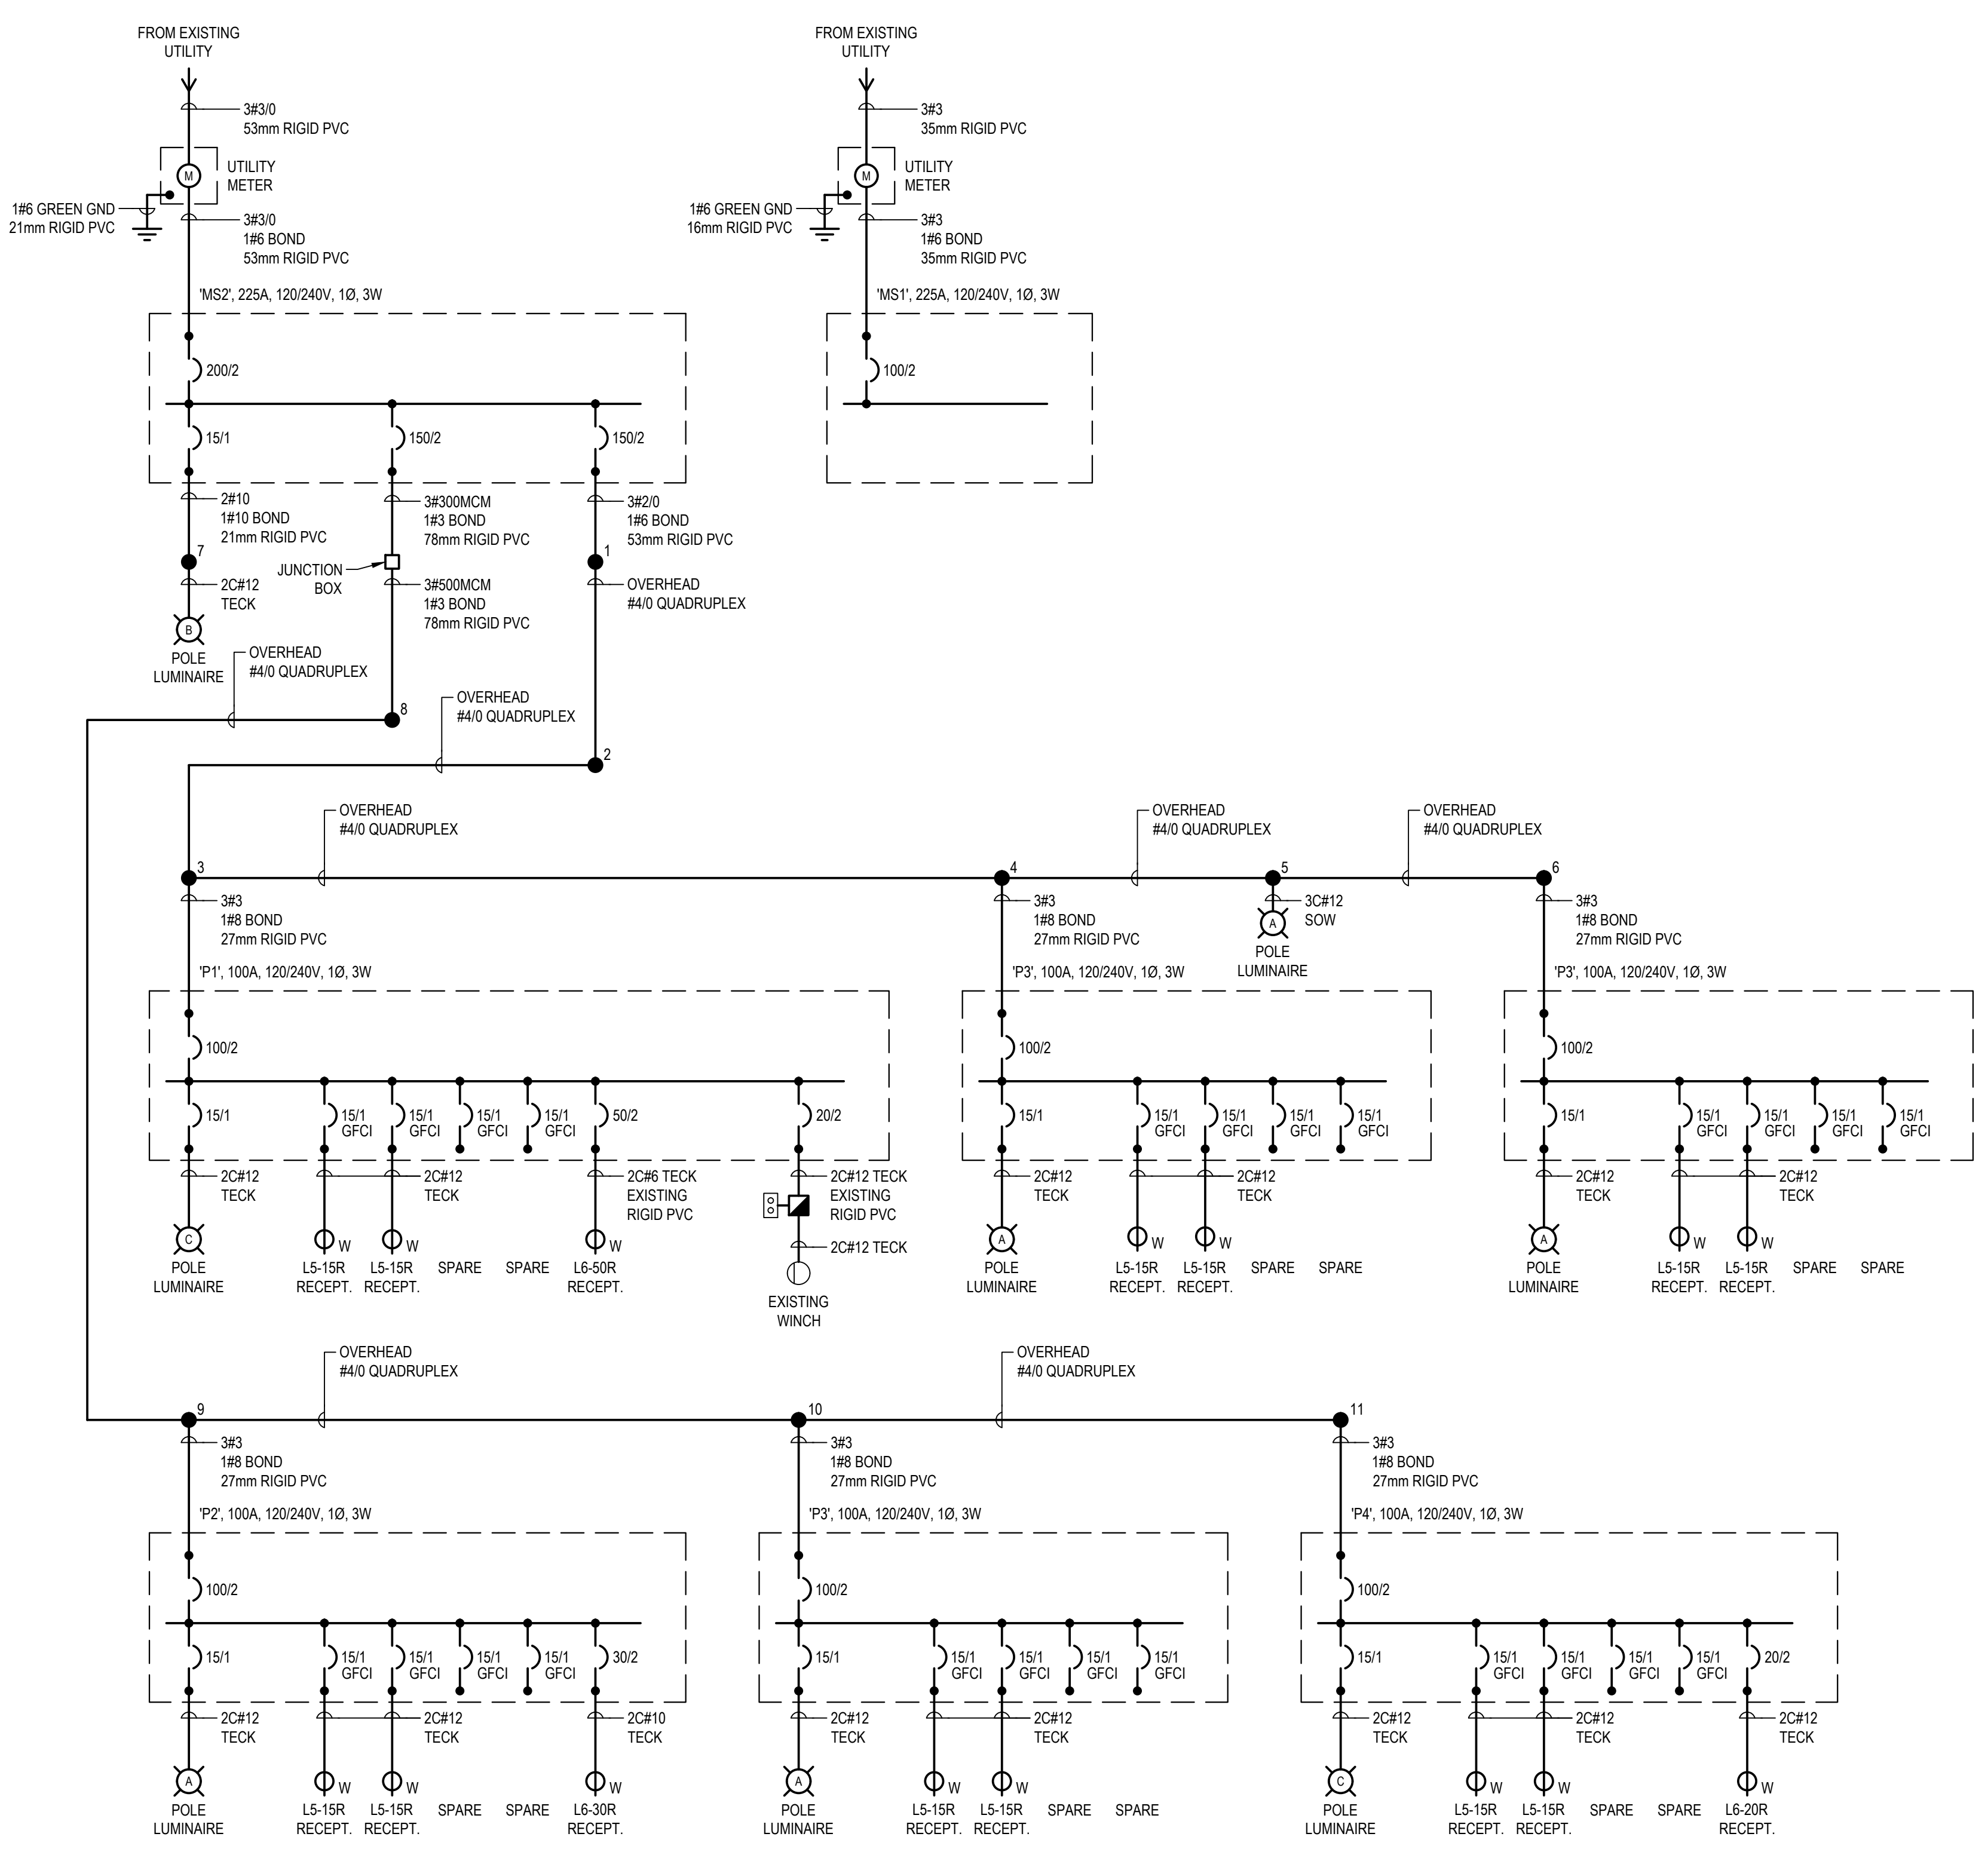 FROM EXISTING
UTILITY
3#3/0
53mm RIGID PVC
M
UTILITY
METER
1#6 GREEN GND
21mm RIGID PVC
3#3/0
1#6 BOND
53mm RIGID PVC
FROM EXISTING
UTILITY
3#3
35mm RIGID PVC
M
UTILITY
METER
1#6 GREEN GND
16mm RIGID PVC
3#3
1#6 BOND
35mm RIGID PVC
'MS2', 225A, 120/240V, 1Ø, 3W
200/2
15/1
150/2
150/2
'MS1', 225A, 120/240V, 1Ø, 3W
100/2
2#10
1#10 BOND
21mm RIGID PVC
7
2C#12
TECK
B
POLE
LUMINAIRE
3#300MCM
1#3 BOND
78mm RIGID PVC
JUNCTION
BOX
3#500MCM
1#3 BOND
78mm RIGID PVC
3#2/0
1#6 BOND
53mm RIGID PVC
1
OVERHEAD
#4/0 QUADRUPLEX
OVERHEAD
#4/0 QUADRUPLEX
8
OVERHEAD
#4/0 QUADRUPLEX
2
OVERHEAD
#4/0 QUADRUPLEX
OVERHEAD
#4/0 QUADRUPLEX
OVERHEAD
#4/0 QUADRUPLEX
3
4
5
6
3#3
1#8 BOND
27mm RIGID PVC
3#3
1#8 BOND
27mm RIGID PVC
3C#12
SOW
A
POLE
LUMINAIRE
3#3
1#8 BOND
27mm RIGID PVC
'P1', 100A, 120/240V, 1Ø, 3W
100/2
15/1
15/1
GFCI
15/1
GFCI
15/1
GFCI
15/1
GFCI
50/2
20/2
2C#12
TECK
2C#12
TECK
2C#6 TECK
EXISTING
RIGID PVC
2C#12 TECK
EXISTING
RIGID PVC
2C#12 TECK
C
POLE
LUMINAIRE
W
L5-15R
RECEPT.
W
L5-15R
RECEPT.
SPARE
SPARE
W
L6-50R
RECEPT.
EXISTING
WINCH
'P3', 100A, 120/240V, 1Ø, 3W
100/2
15/1
15/1
GFCI
15/1
GFCI
15/1
GFCI
15/1
GFCI
2C#12
TECK
2C#12
TECK
A
POLE
LUMINAIRE
W
L5-15R
RECEPT.
W
L5-15R
RECEPT.
SPARE
SPARE
'P3', 100A, 120/240V, 1Ø, 3W
100/2
15/1
15/1
GFCI
15/1
GFCI
15/1
GFCI
15/1
GFCI
2C#12
TECK
2C#12
TECK
A
POLE
LUMINAIRE
W
L5-15R
RECEPT.
W
L5-15R
RECEPT.
SPARE
SPARE
OVERHEAD
#4/0 QUADRUPLEX
OVERHEAD
#4/0 QUADRUPLEX
9
10
11
3#3
1#8 BOND
27mm RIGID PVC
3#3
1#8 BOND
27mm RIGID PVC
3#3
1#8 BOND
27mm RIGID PVC
'P2', 100A, 120/240V, 1Ø, 3W
100/2
15/1
15/1
GFCI
15/1
GFCI
15/1
GFCI
15/1
GFCI
30/2
2C#12
TECK
2C#12
TECK
2C#10
TECK
A
POLE
LUMINAIRE
W
L5-15R
RECEPT.
W
L5-15R
RECEPT.
SPARE
SPARE
W
L6-30R
RECEPT.
'P3', 100A, 120/240V, 1Ø, 3W
100/2
15/1
15/1
GFCI
15/1
GFCI
15/1
GFCI
15/1
GFCI
2C#12
TECK
2C#12
TECK
A
POLE
LUMINAIRE
W
L5-15R
RECEPT.
W
L5-15R
RECEPT.
SPARE
SPARE
'P4', 100A, 120/240V, 1Ø, 3W
100/2
15/1
15/1
GFCI
15/1
GFCI
15/1
GFCI
15/1
GFCI
20/2
2C#12
TECK
2C#12
TECK
2C#12
TECK
C
POLE
LUMINAIRE
W
L5-15R
RECEPT.
W
L5-15R
RECEPT.
SPARE
SPARE
W
L6-20R
RECEPT.